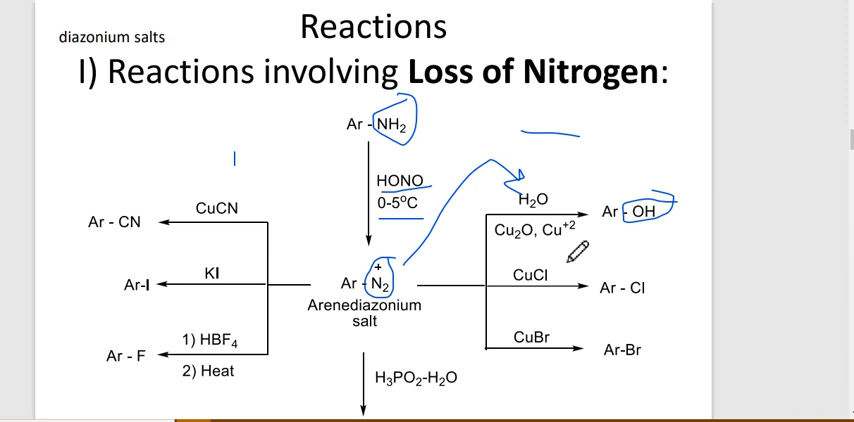 Reactions
diazonium salts
I) Reactions involving Loss of Nitrogen:
Ar - NH₂
HONO
0-5°C
H₂O
Ar - OH
Cu₂O, Cu⁺²
CuCN
Ar - CN
KI
Ar-I
+
Ar - N₂
Arenediazonium
salt
CuCl
Ar - Cl
1) HBF₄
Ar - F
2) Heat
CuBr
Ar-Br
H₃PO₂-H₂O